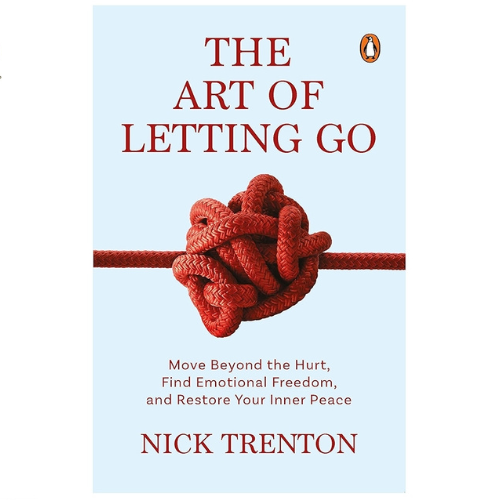 THE
ART OF
LETTING GO
Move Beyond the Hurt,
Find Emotional Freedom,
and Restore Your Inner Peace
NICK TRENTON